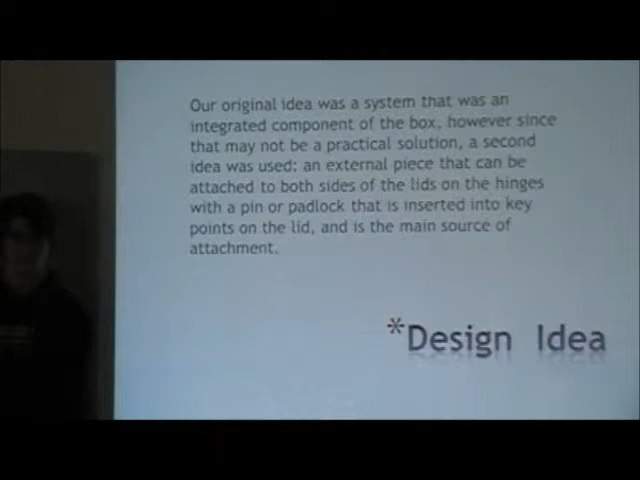 Our original idea was a system that was an
integrated component of the box, however since
that may not be a practical solution, a second
idea was used: an external piece that can be
attached to both sides of the lids on the hinges
with a pin or padlock that is inserted into key
points on the lid, and is the main source of
attachment.
*Design Idea